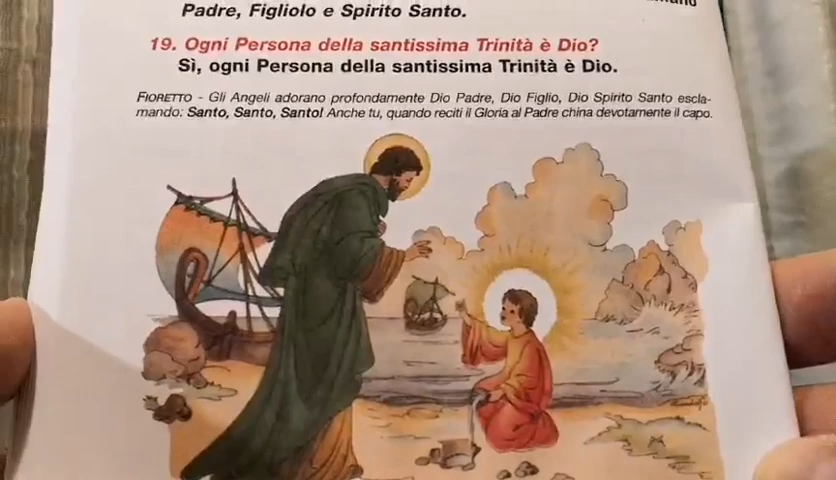 Padre, Figliolo e Spirito Santo.
19. Ogni Persona della santissima Trinità è Dio?
Sì, ogni Persona della santissima Trinità è Dio.
FIORETTO - Gli Angeli adorano profondamente Dio Padre, Dio Figlio, Dio Spirito Santo escla-
mando: Santo, Santo, Santo! Anche tu, quando reciti il Gloria al Padre china devotamente il capo.